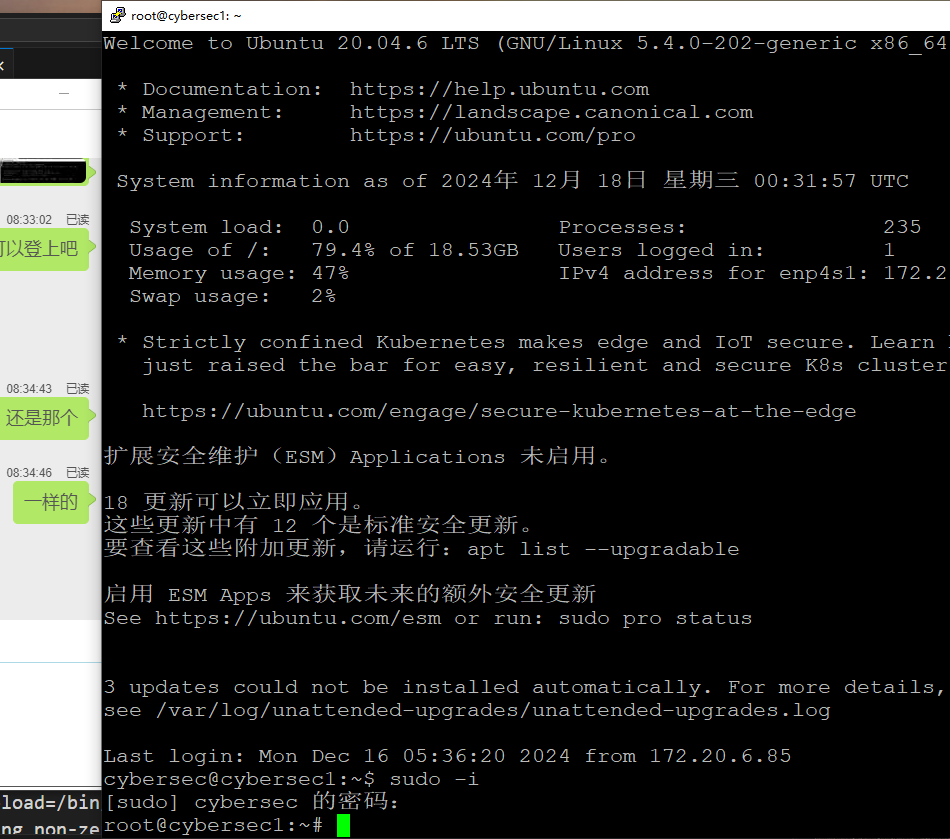 root@cybersec1: ~
Welcome to Ubuntu 20.04.6 LTS (GNU/Linux 5.4.0-202-generic x86_64
* Documentation: https://help.ubuntu.com
* Management: https://landscape.canonical.com
* Support: https://ubuntu.com/pro
System information as of 2024年 12月 18日 星期三 00:31:57 UTC
System load: 0.0 Processes: 235
Usage of /: 79.4% of 18.53GB Users logged in: 1
Memory usage: 47% IPv4 address for enp4s1: 172.2
Swap usage: 2%
* Strictly confined Kubernetes makes edge and IoT secure. Learn
just raised the bar for easy, resilient and secure K8s cluster
https://ubuntu.com/engage/secure-kubernetes-at-the-edge
扩展安全维护（ESM）Applications 未启用。
18 更新可以立即应用。
这些更新中有 12 个是标准安全更新。
要查看这些附加更新，请运行：apt list --upgradable
启用 ESM Apps 来获取未来的额外安全更新
See https://ubuntu.com/esm or run: sudo pro status
3 updates could not be installed automatically. For more details,
see /var/log/unattended-upgrades/unattended-upgrades.log
Last login: Mon Dec 16 05:36:20 2024 from 172.20.6.85
cybersec@cybersec1:~$ sudo -i
[sudo] cybersec 的密码：
root@cybersec1:~#
08:33:02 已读
可以登上吧
08:34:43 已读
还是那个
08:34:46 已读
一样的
load=/bin
ng non-ze